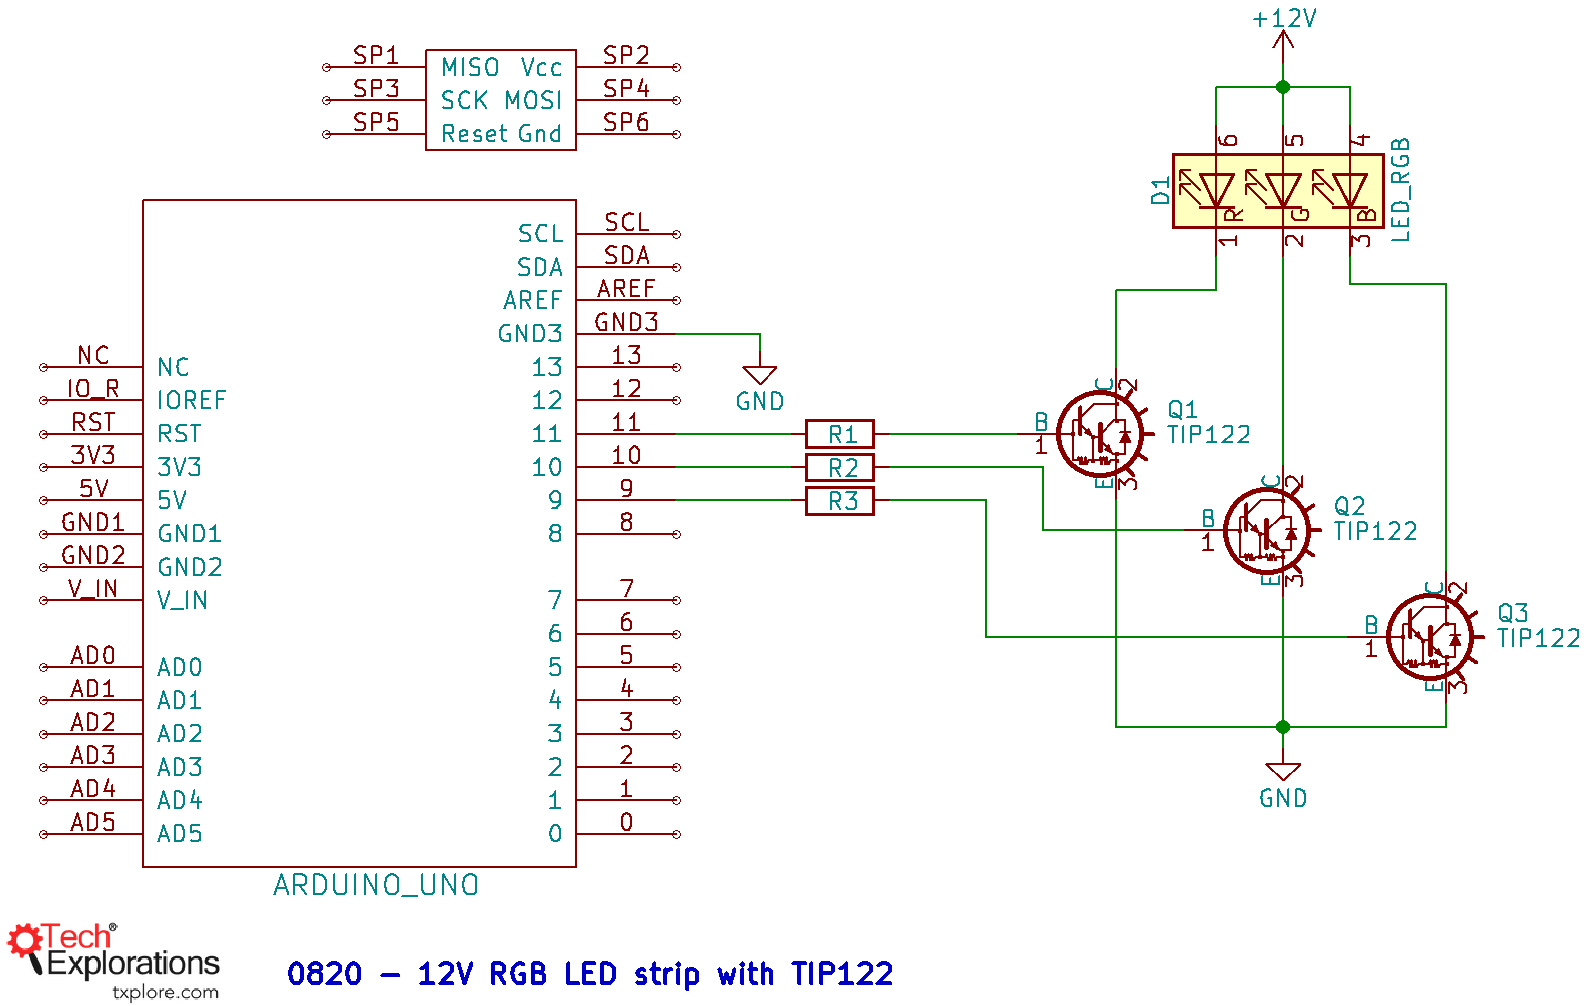 +12V
SP1 MISO Vcc SP2
SP3 SCK MOSI SP4
SP5 Reset Gnd SP6
6 5 4
D1 R G B LED_RGB
1 2 3
SCL SCL
SDA SDA
AREF AREF
GND3 GND3
NC NC 13 13
IO_R IOREF 12 12
RST RST 11 11
3V3 3V3 10 10
5V 5V 9 9
GND1 GND1 8 8
GND2 GND2
V_IN V_IN 7 7
6 6
AD0 AD0 5 5
AD1 AD1 4 4
AD2 AD2 3 3
AD3 AD3 2 2
AD4 AD4 1 1
AD5 AD5 0 0
ARDUINO_UNO
GND
R1
R2
R3
C 2
B Q1
1 TIP122
E 3
C 2
B Q2
1 TIP122
E 3
C 2
B Q3
1 TIP122
E 3
GND
Tech®
Explorations
txplore.com
0820 - 12V RGB LED strip with TIP122